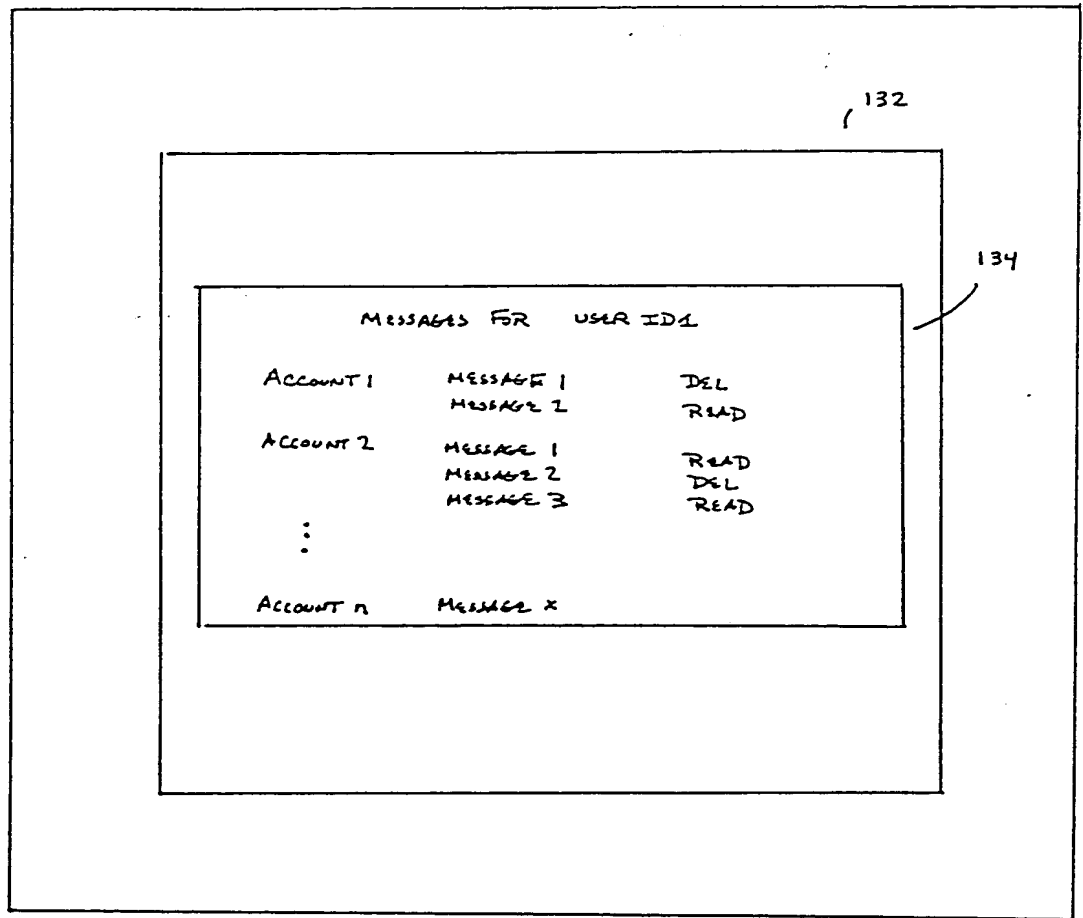 132
134
MESSAGES FOR USER ID1
ACCOUNT 1 MESSAGE 1 DEL
MESSAGE 2 READ
ACCOUNT 2 MESSAGE 1 READ
MESSAGE 2 DEL
MESSAGE 3 READ
ACCOUNT n MESSAGE x